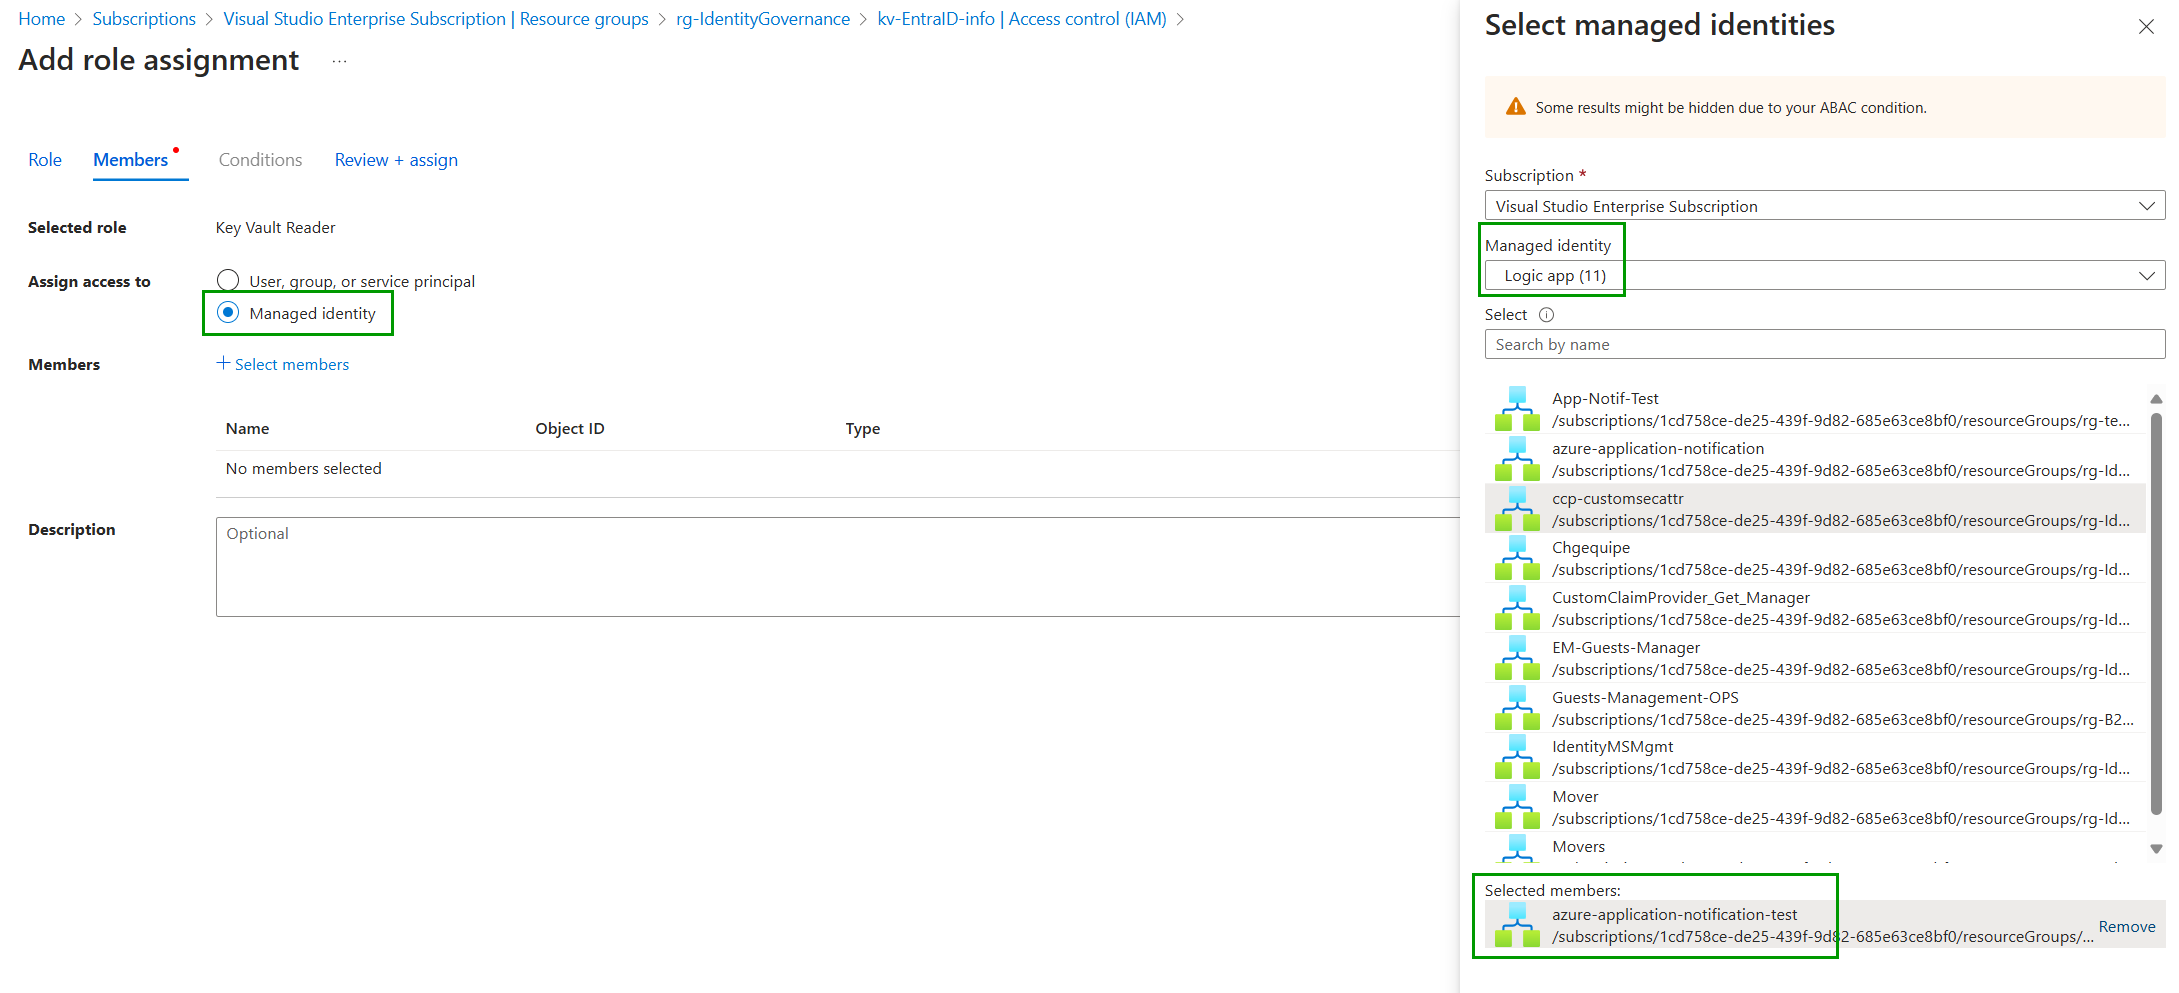 Home > Subscriptions > Visual Studio Enterprise Subscription | Resource groups > rg-IdentityGovernance > kv-EntraID-info | Access control (IAM) >
Add role assignment ...
Role Members Conditions Review + assign
Selected role Key Vault Reader
Assign access to User, group, or service principal
Managed identity
Members + Select members
Name Object ID Type
No members selected
Description Optional
Select managed identities
Some results might be hidden due to your ABAC condition.
Subscription *
Visual Studio Enterprise Subscription
Managed identity
Logic app (11)
Select
Search by name
App-Notif-Test
/subscriptions/1cd758ce-de25-439f-9d82-685e63ce8bf0/resourceGroups/rg-te...
azure-application-notification
/subscriptions/1cd758ce-de25-439f-9d82-685e63ce8bf0/resourceGroups/rg-Id...
ccp-customsecattr
/subscriptions/1cd758ce-de25-439f-9d82-685e63ce8bf0/resourceGroups/rg-Id...
Chgequipe
/subscriptions/1cd758ce-de25-439f-9d82-685e63ce8bf0/resourceGroups/rg-Id...
CustomClaimProvider_Get_Manager
/subscriptions/1cd758ce-de25-439f-9d82-685e63ce8bf0/resourceGroups/rg-Id...
EM-Guests-Manager
/subscriptions/1cd758ce-de25-439f-9d82-685e63ce8bf0/resourceGroups/rg-Id...
Guests-Management-OPS
/subscriptions/1cd758ce-de25-439f-9d82-685e63ce8bf0/resourceGroups/rg-B2...
IdentityMSMgmt
/subscriptions/1cd758ce-de25-439f-9d82-685e63ce8bf0/resourceGroups/rg-Id...
Mover
/subscriptions/1cd758ce-de25-439f-9d82-685e63ce8bf0/resourceGroups/rg-Id...
Movers
Selected members:
azure-application-notification-test
/subscriptions/1cd758ce-de25-439f-9d82-685e63ce8bf0/resourceGroups/...
Remove